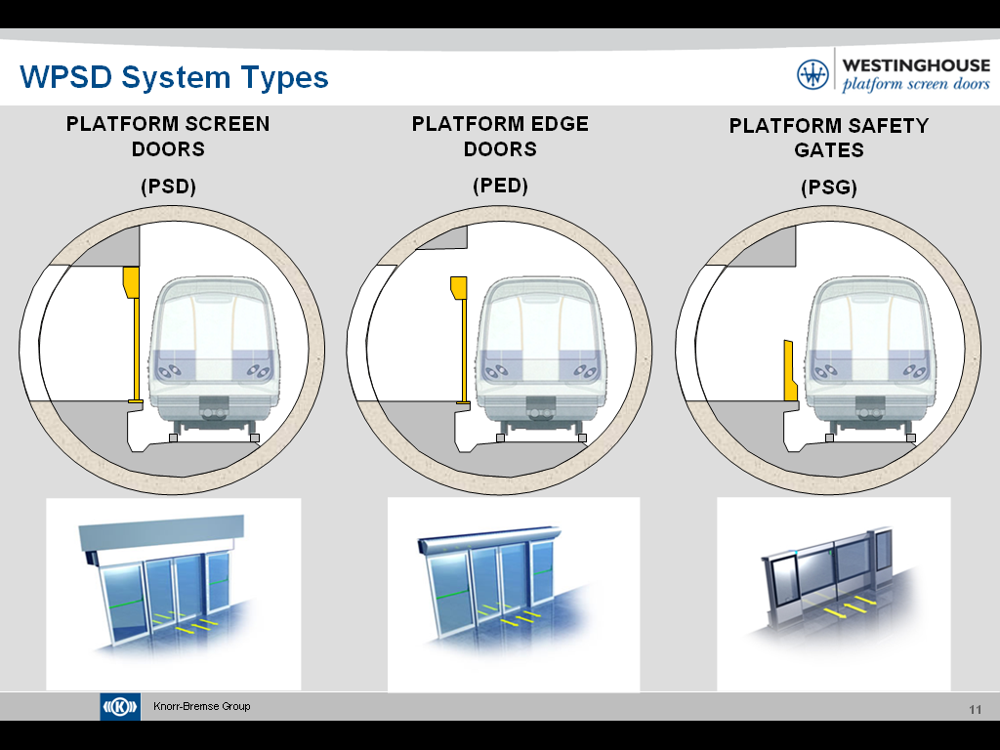 WPSD System Types
WESTINGHOUSE
platform screen doors
PLATFORM SCREEN
DOORS
(PSD)
PLATFORM EDGE
DOORS
(PED)
PLATFORM SAFETY
GATES
(PSG)
Knorr-Bremse Group
11